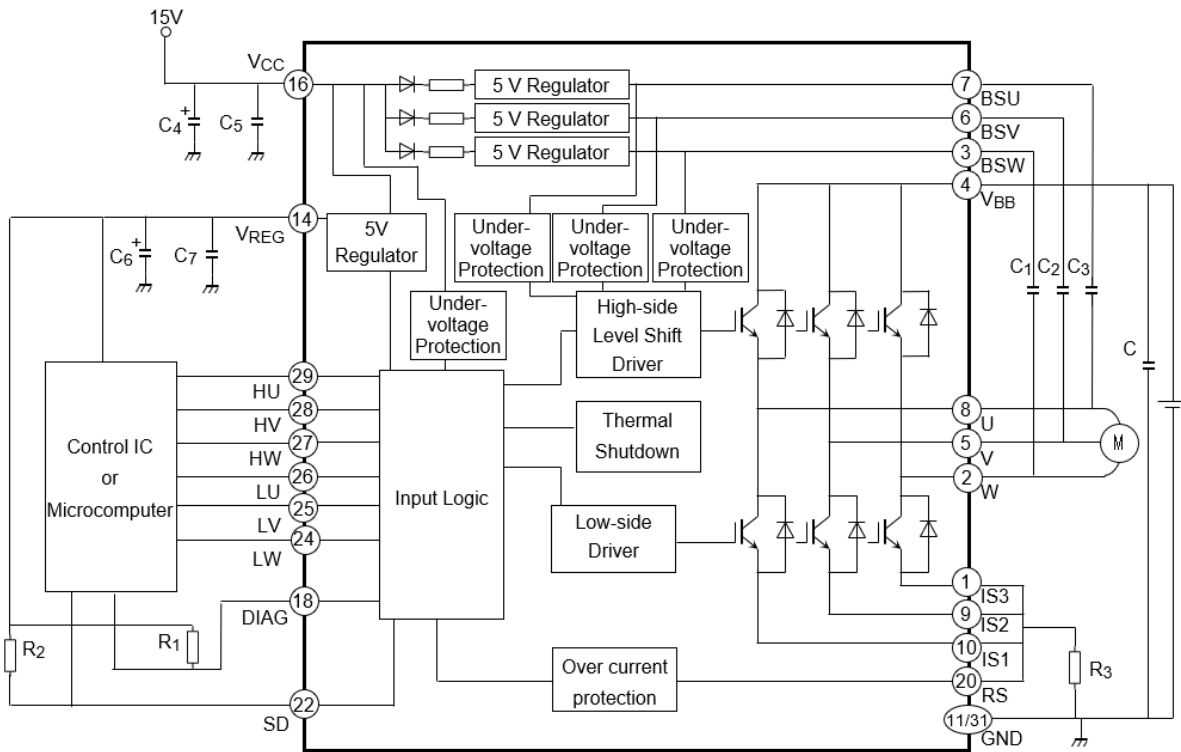 15V
VCC
16
5 V Regulator
7
BSU
C4
+
C5
5 V Regulator
6
BSV
5 V Regulator
3
BSW
4
VBB
14
VREG
5V
Regulator
Under-
voltage
Protection
Under-
voltage
Protection
Under-
voltage
Protection
C6
+
C7
C1
C2
C3
Under-
voltage
Protection
High-side
Level Shift
Driver
C
29
HU
28
HV
27
HW
26
LU
25
LV
24
LW
Control IC
or
Microcomputer
Input Logic
Thermal
Shutdown
8
U
5
V
2
W
M
Low-side
Driver
1
IS3
9
IS2
10
IS1
18
DIAG
R1
R2
Over current
protection
20
RS
R3
22
SD
11/31
GND